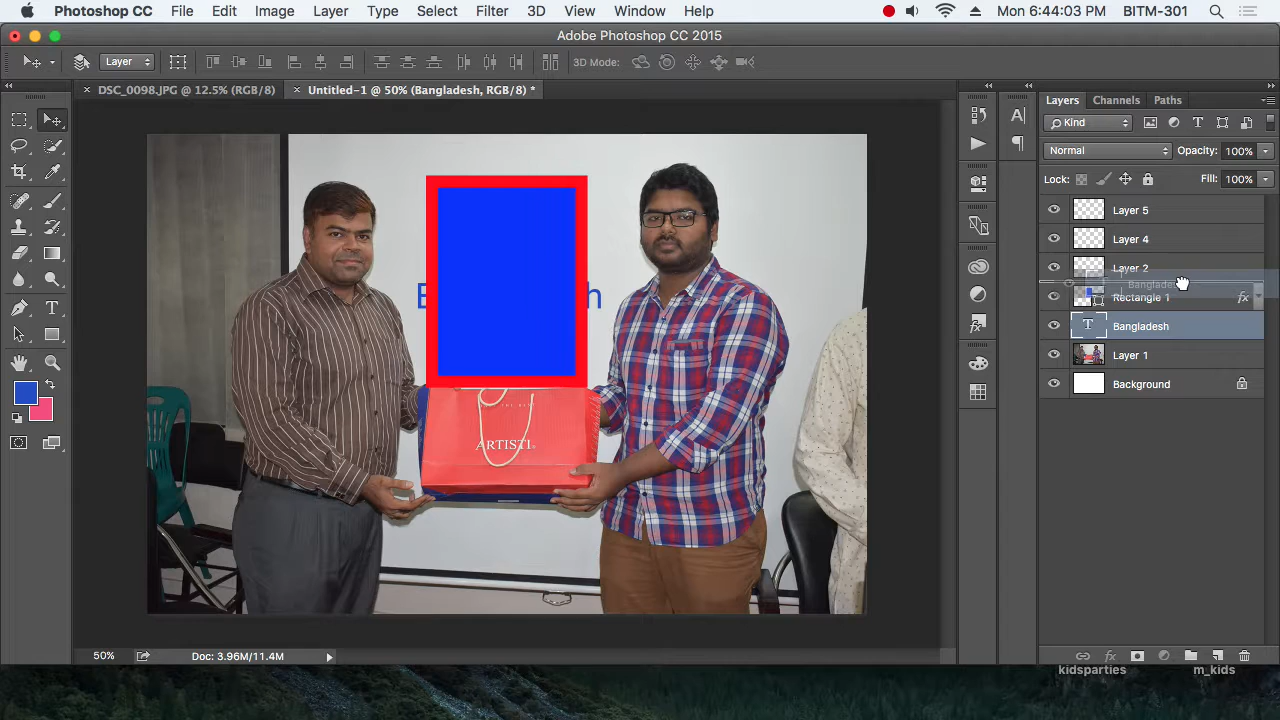 Photoshop CC File Edit Image Layer Type Select Filter 3D View Window Help Mon 6:44:03 PM BITM-301
Adobe Photoshop CC 2015
Layer 3D Mode:
× DSC_0098.JPG @ 12.5% (RGB/8) × Untitled-1 @ 50% (Bangladesh, RGB/8) *
Layers Channels Paths
Kind
Normal Opacity: 100%
Lock: Fill: 100%
Layer 5
Layer 4
Layer 2
Rectangle 1 fx
Bangladesh
Layer 1
Background
ARTISTI
50% Doc: 3.96M/11.4M
kidsparties m_kids